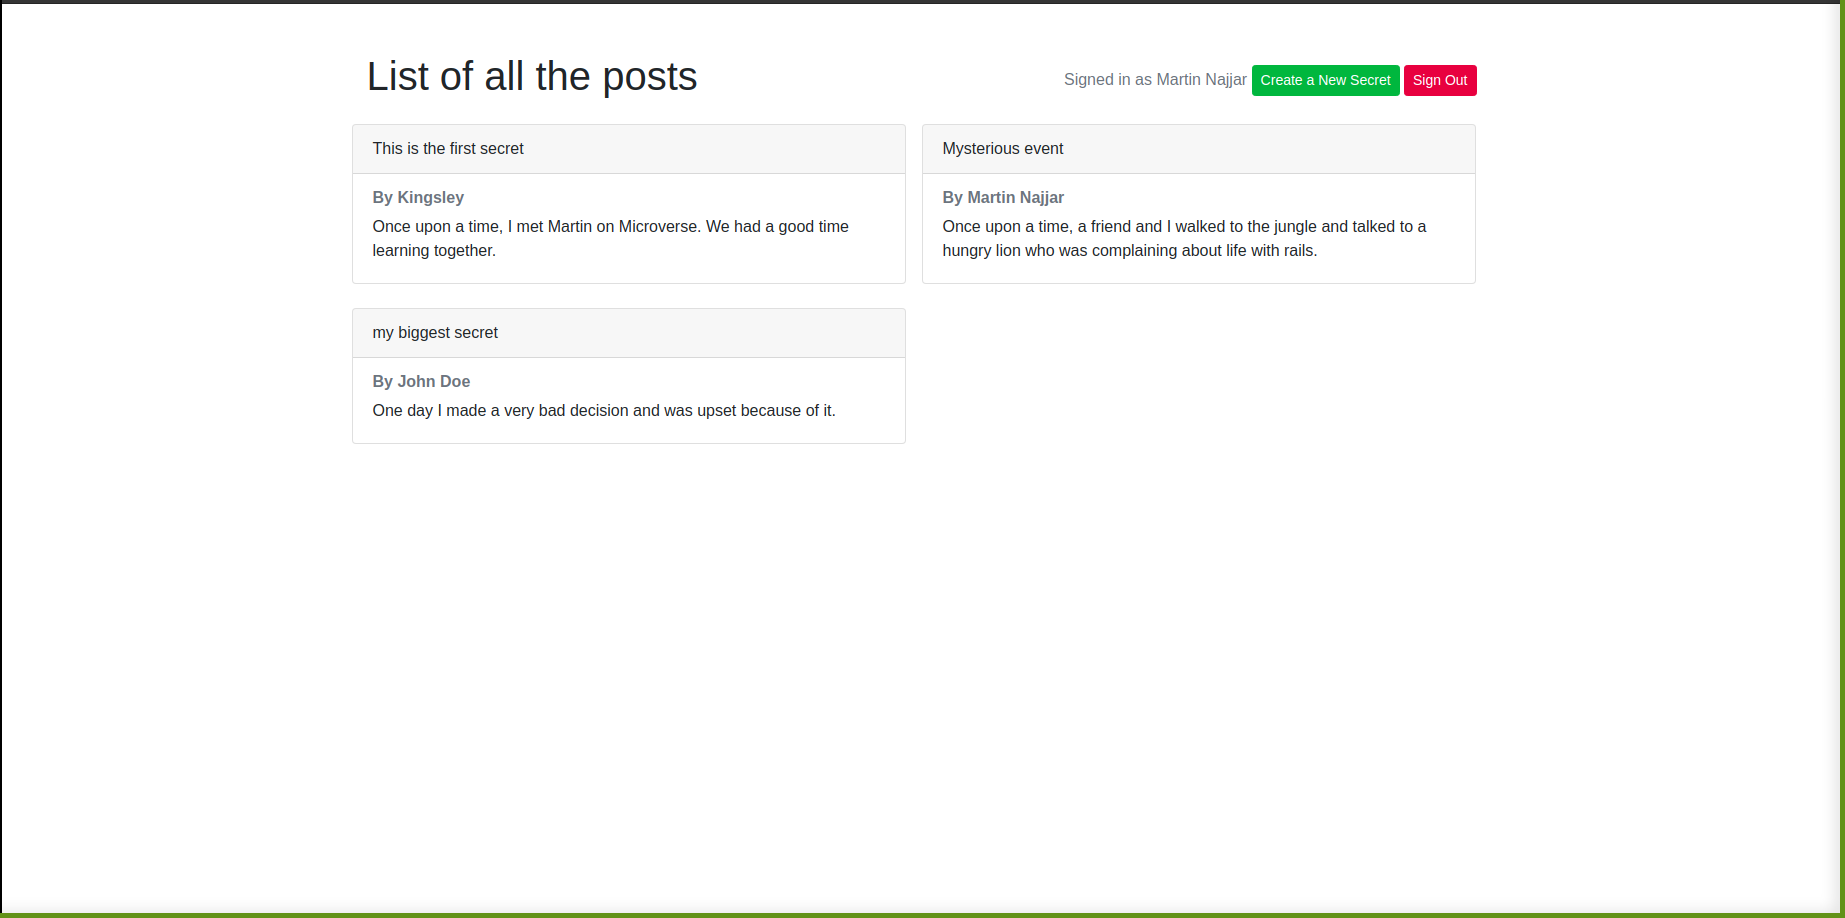 List of all the posts
Signed in as Martin Najjar Create a New Secret Sign Out
This is the first secret
By Kingsley
Once upon a time, I met Martin on Microverse. We had a good time
learning together.
Mysterious event
By Martin Najjar
Once upon a time, a friend and I walked to the jungle and talked to a
hungry lion who was complaining about life with rails.
my biggest secret
By John Doe
One day I made a very bad decision and was upset because of it.